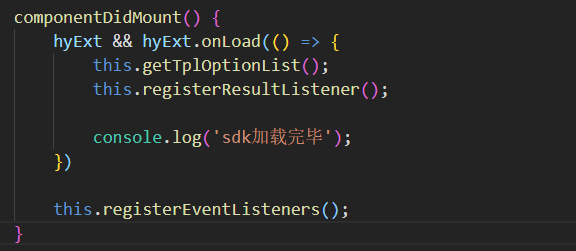 componentDidMount() {
    hyExt && hyExt.onLoad(() => {
        this.getTplOptionList();
        this.registerResultListener();

        console.log('sdk加载完毕');
    })

    this.registerEventListeners();
}